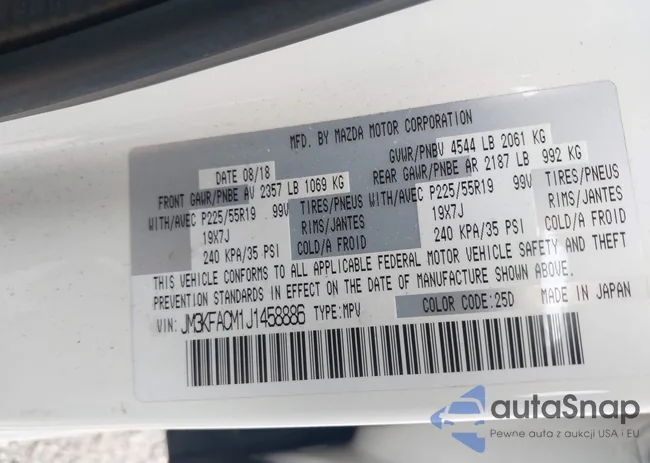 MFD. BY MAZDA MOTOR CORPORATION
DATE 08/18 GVWR/PNBV 4544 LB 2061 KG
FRONT GAWR/PNBE AV 2357 LB 1069 KG REAR GAWR/PNBE AR 2187 LB 992 KG
WITH/AVEC P225/55R19 99V TIRES/PNEUS WITH/AVEC P225/55R19 99V TIRES/PNEUS
19X7J RIMS/JANTES 19X7J RIMS/JANTES
240 KPA/35 PSI COLD/A FROID 240 KPA/35 PSI COLD/A FROID
THIS VEHICLE CONFORMS TO ALL APPLICABLE FEDERAL MOTOR VEHICLE SAFETY AND THEFT
PREVENTION STANDARDS IN EFFECT ON THE DATE OF MANUFACTURE SHOWN ABOVE.
VIN: JM3KFACM1J1458886 TYPE:MPV COLOR CODE:25D MADE IN JAPAN
autaSnap
Pewne auta z aukcji USA i EU